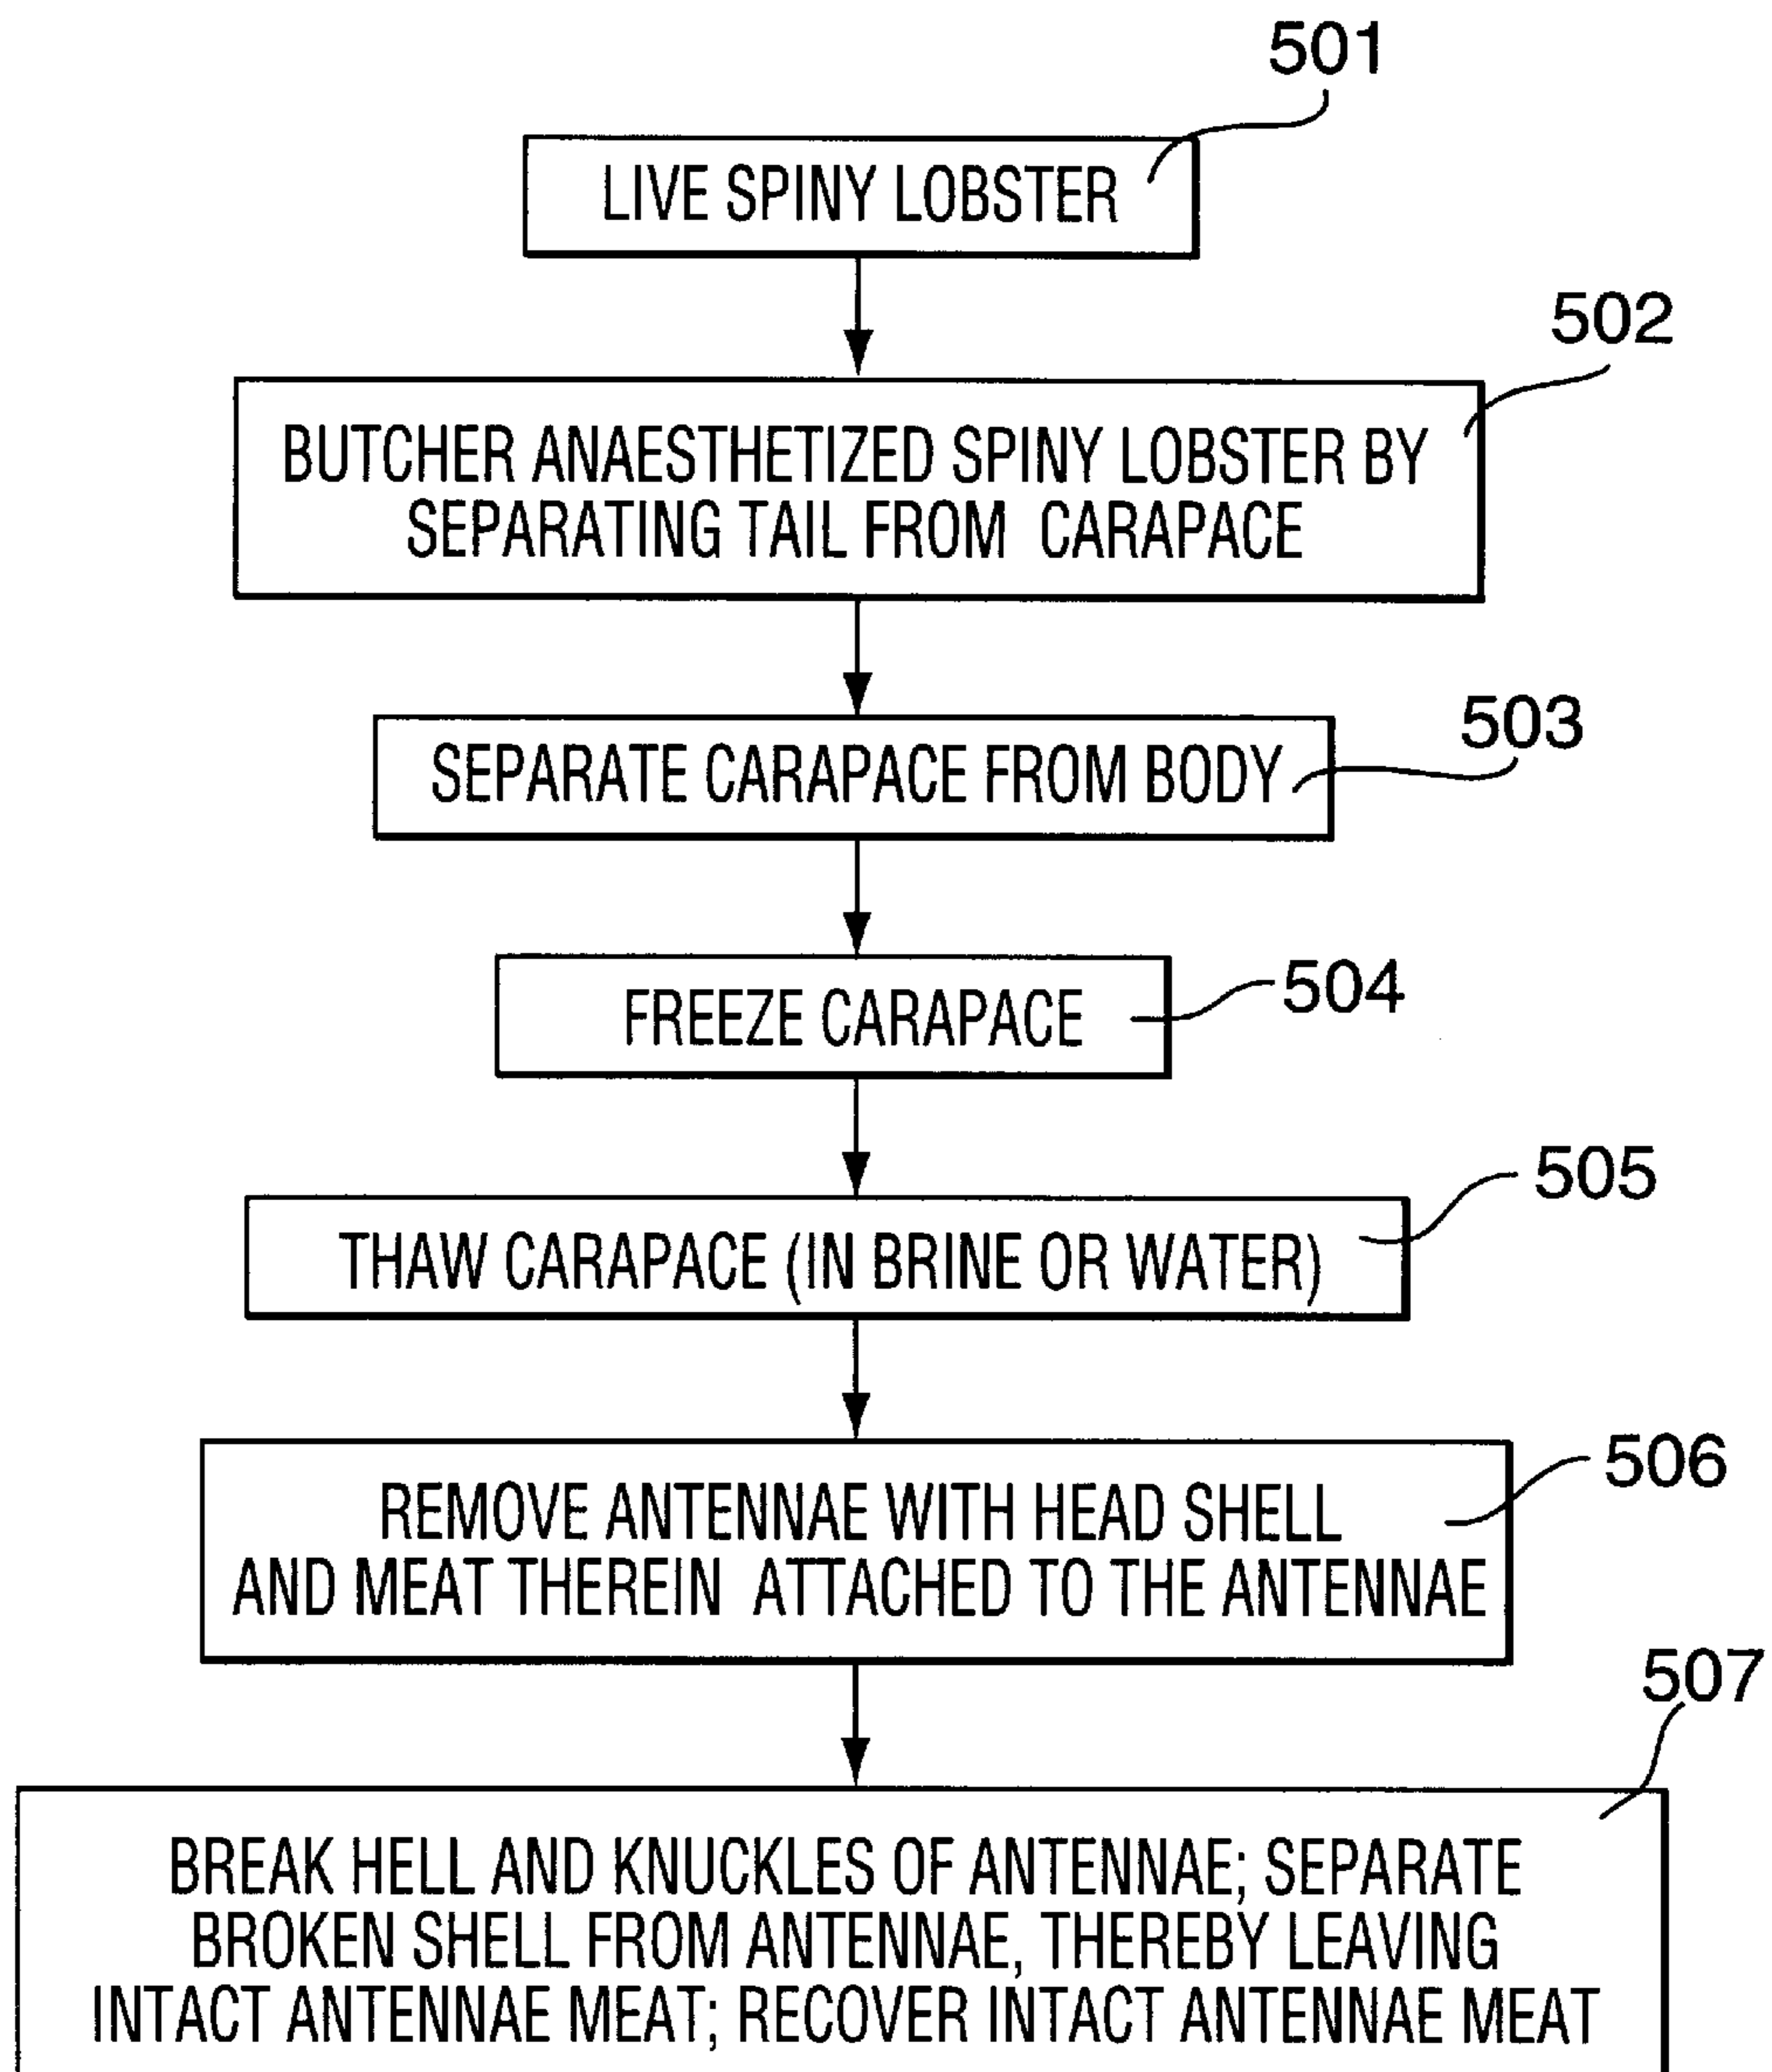 501
LIVE SPINY LOBSTER
502
BUTCHER ANAESTHETIZED SPINY LOBSTER BY
SEPARATING TAIL FROM CARAPACE
503
SEPARATE CARAPACE FROM BODY
504
FREEZE CARAPACE
505
THAW CARAPACE (IN BRINE OR WATER)
506
REMOVE ANTENNAE WITH HEAD SHELL
AND MEAT THEREIN ATTACHED TO THE ANTENNAE
507
BREAK HELL AND KNUCKLES OF ANTENNAE; SEPARATE
BROKEN SHELL FROM ANTENNAE, THEREBY LEAVING
INTACT ANTENNAE MEAT; RECOVER INTACT ANTENNAE MEAT